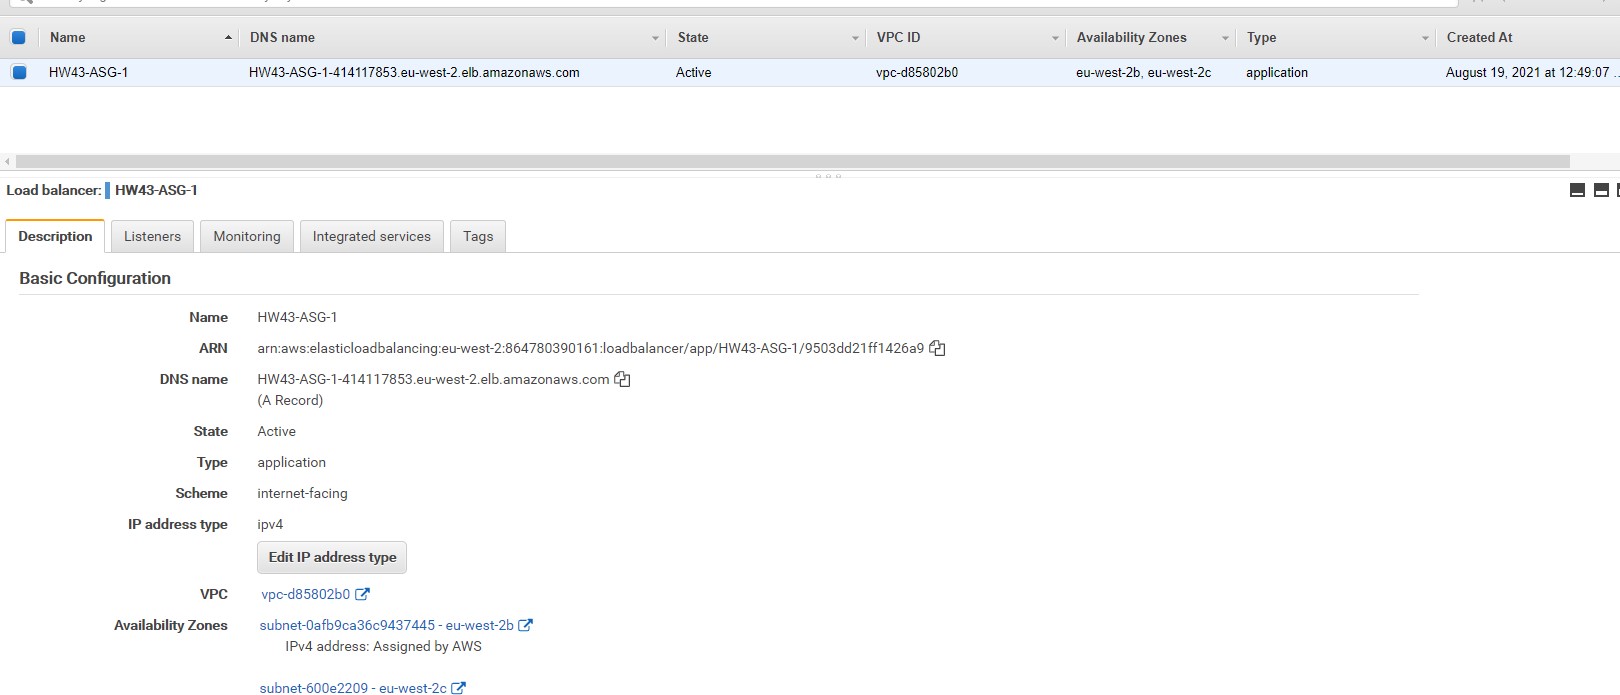 Name DNS name State VPC ID Availability Zones Type Created At
HW43-ASG-1 HW43-ASG-1-414117853.eu-west-2.elb.amazonaws.com Active vpc-d85802b0 eu-west-2b, eu-west-2c application August 19, 2021 at 12:49:07 ...
Load balancer: HW43-ASG-1
Description Listeners Monitoring Integrated services Tags
Basic Configuration
Name HW43-ASG-1
ARN arn:aws:elasticloadbalancing:eu-west-2:864780390161:loadbalancer/app/HW43-ASG-1/9503dd21ff1426a9
DNS name HW43-ASG-1-414117853.eu-west-2.elb.amazonaws.com
(A Record)
State Active
Type application
Scheme internet-facing
IP address type ipv4
Edit IP address type
VPC vpc-d85802b0
Availability Zones subnet-0afb9ca36c9437445 - eu-west-2b
IPv4 address: Assigned by AWS
subnet-600e2209 - eu-west-2c